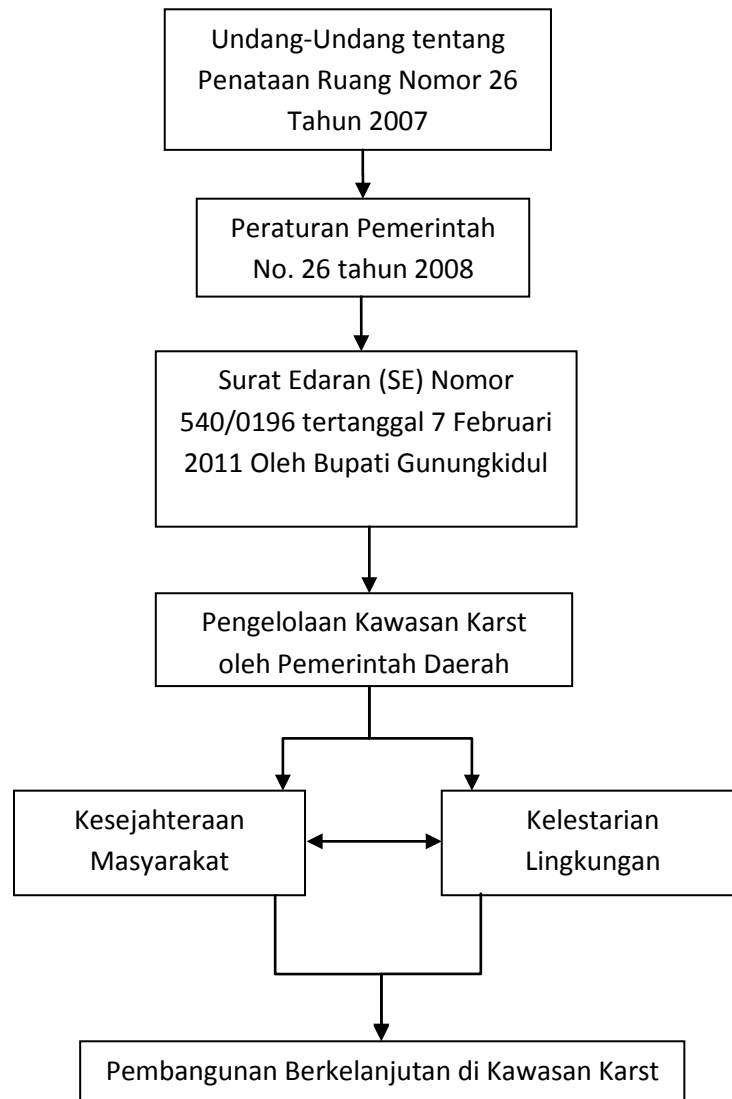 Undang-Undang tentang
Penataan Ruang Nomor 26
Tahun 2007
Peraturan Pemerintah
No. 26 tahun 2008
Surat Edaran (SE) Nomor
540/0196 tertanggal 7 Februari
2011 Oleh Bupati Gunungkidul
Pengelolaan Kawasan Karst
oleh Pemerintah Daerah
Kesejahteraan
Masyarakat
Kelestarian
Lingkungan
Pembangunan Berkelanjutan di Kawasan Karst